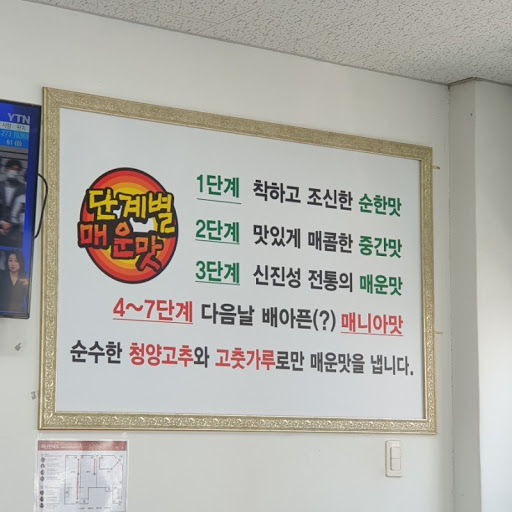 YTN
단계별
매운맛
1단계 착하고 조신한 순한맛
2단계 맛있게 매콤한 중간맛
3단계 신진성 전통의 매운맛
4~7단계 다음날 배아픈(?) 매니아맛
순수한 청양고추와 고춧가루로만 매운맛을 냅니다.